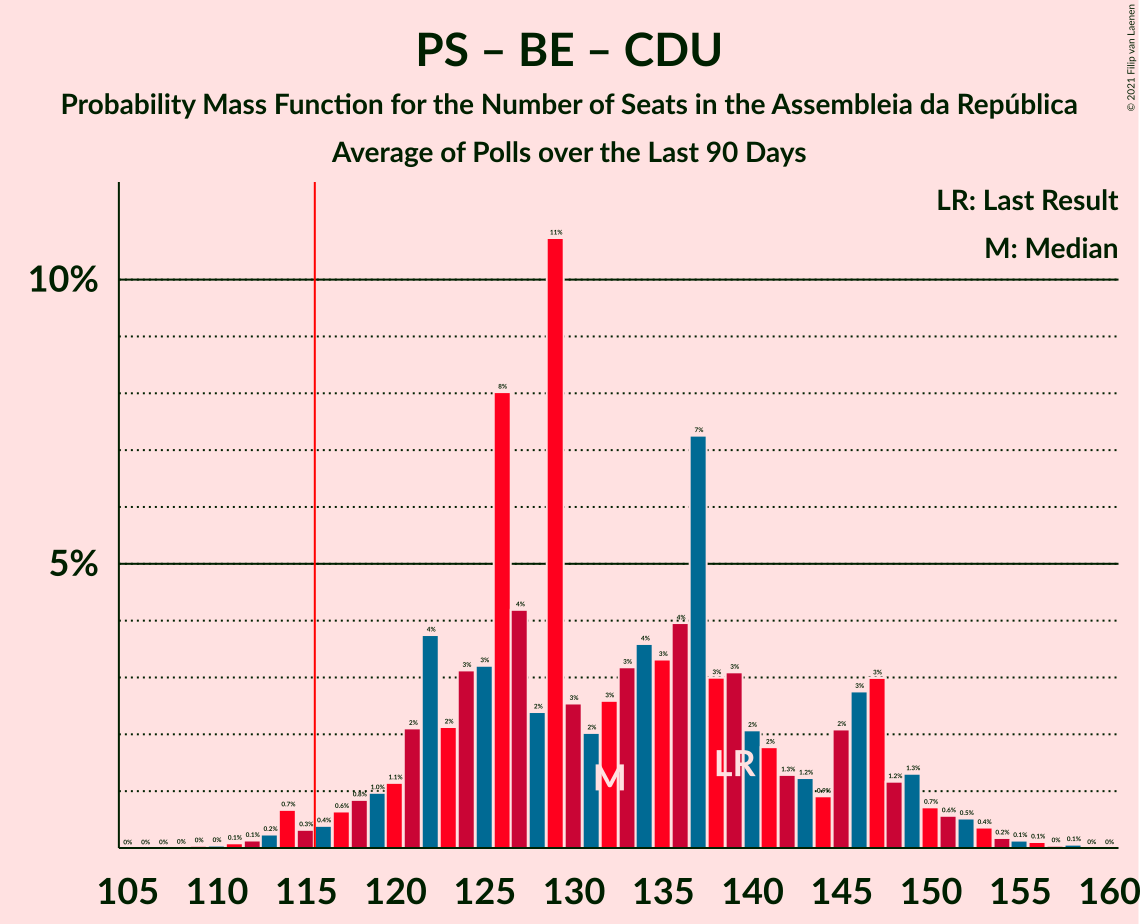 PS – BE – CDU
Probability Mass Function for the Number of Seats in the Assembleia da República
Average of Polls over the Last 90 Days
© 2021 Filip van Laenen
LR: Last Result
M: Median
10%
5%
0% 0% 0% 0% 0% 0% 0.1% 0.1% 0.2% 0.7% 0.3% 0.4% 0.6% 0.8% 1.0% 1.1% 2% 4% 2% 3% 3% 8% 4% 2% 11% 3% 2% 3% 3% 4% 3% 4% 7% 3% 3% 2% 2% 1.3% 1.2% 0.9% 2% 3% 3% 1.2% 1.3% 0.7% 0.6% 0.5% 0.4% 0.2% 0.1% 0.1% 0% 0.1% 0% 0%
M LR
105 110 115 120 125 130 135 140 145 150 155 160